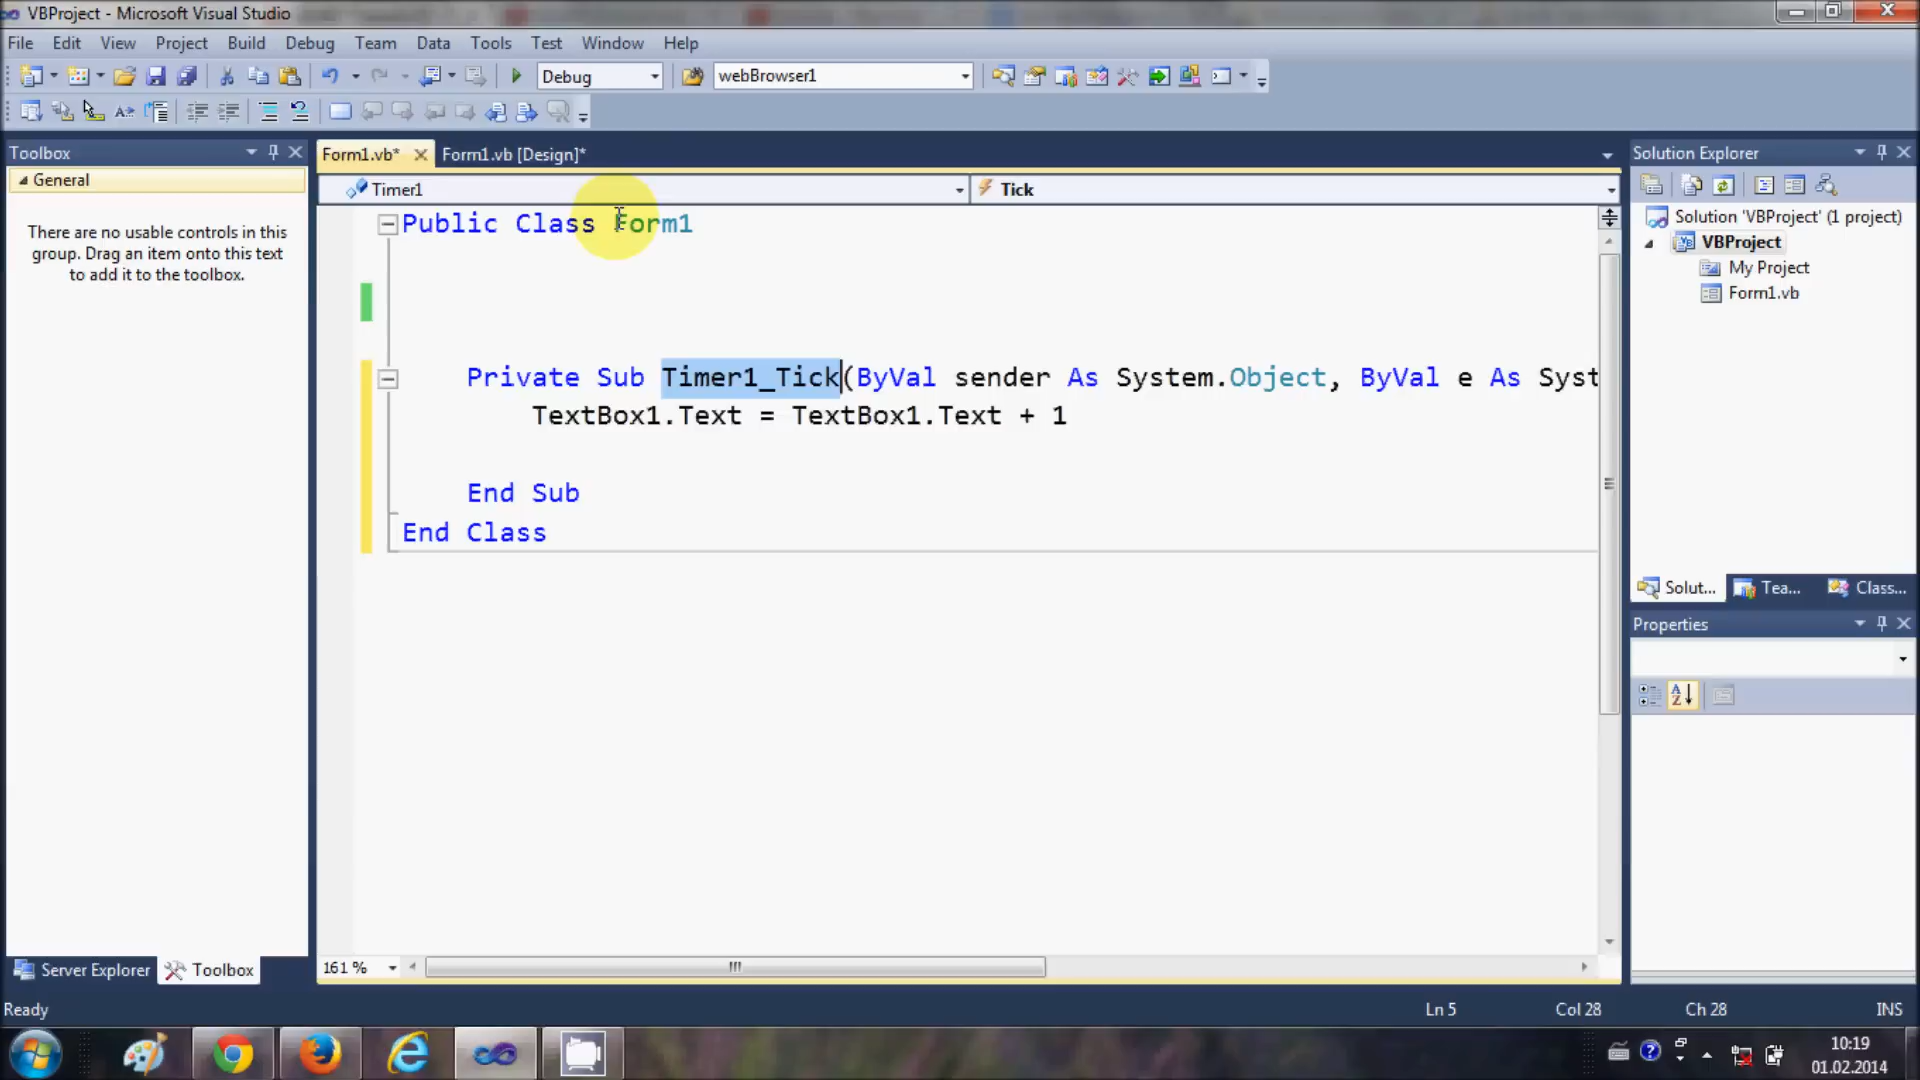 VBProject - Microsoft Visual Studio
File Edit View Project Build Debug Team Data Tools Test Window Help
Debug webBrowser1
Toolbox
General
There are no usable controls in this
group. Drag an item onto this text
to add it to the toolbox.
Server Explorer Toolbox
Form1.vb* Form1.vb [Design]*
Timer1 Tick
Public Class Form1
Private Sub Timer1_Tick(ByVal sender As System.Object, ByVal e As Syst
TextBox1.Text = TextBox1.Text + 1
End Sub
End Class
161 %
Solution Explorer
Solution 'VBProject' (1 project)
VBProject
My Project
Form1.vb
Solut... Tea... Class...
Properties
Ready Ln 5 Col 28 Ch 28 INS
10:19
01.02.2014